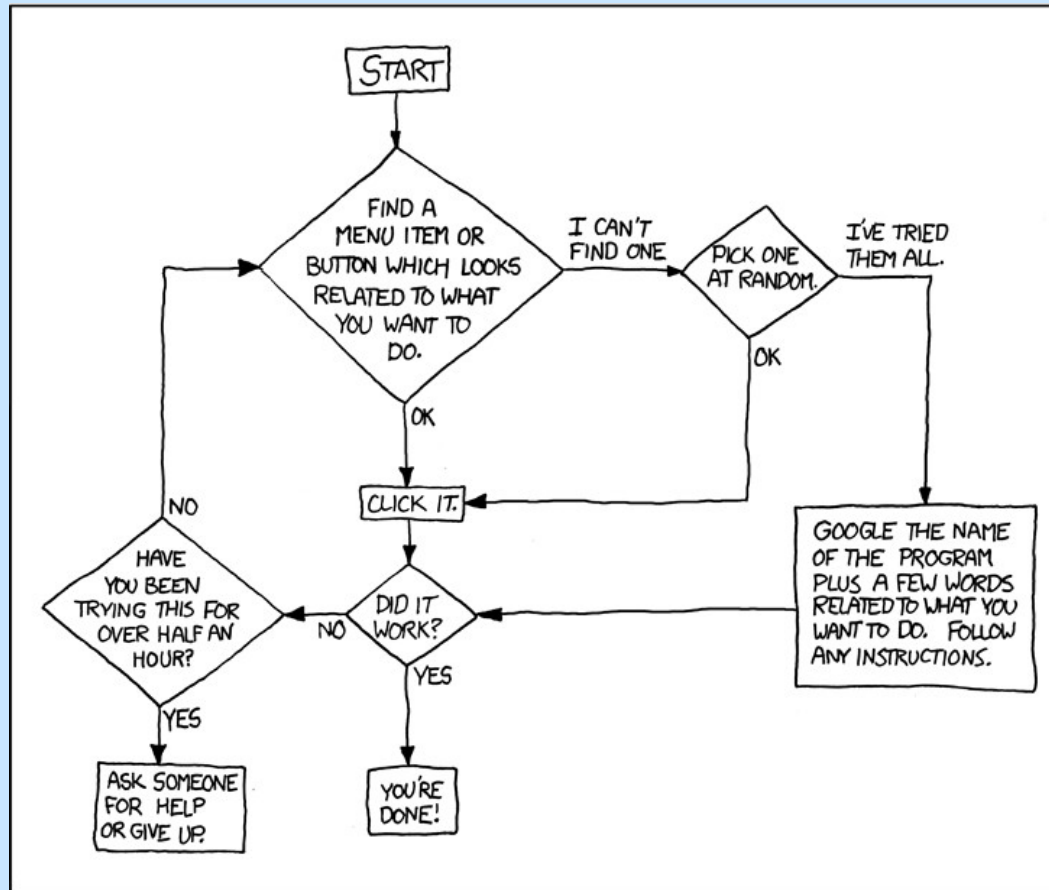 START
FIND A
MENU ITEM OR
BUTTON WHICH LOOKS
RELATED TO WHAT
YOU WANT TO
DO.
I CAN'T
FIND ONE
PICK ONE
AT RANDOM.
I'VE TRIED
THEM ALL.
OK
OK
CLICK IT.
NO
HAVE
YOU BEEN
TRYING THIS FOR
OVER HALF AN
HOUR?
NO
DID IT
WORK?
GOOGLE THE NAME
OF THE PROGRAM
PLUS A FEW WORDS
RELATED TO WHAT YOU
WANT TO DO. FOLLOW
ANY INSTRUCTIONS.
YES
YES
ASK SOMEONE
FOR HELP
OR GIVE UP.
YOU'RE
DONE!